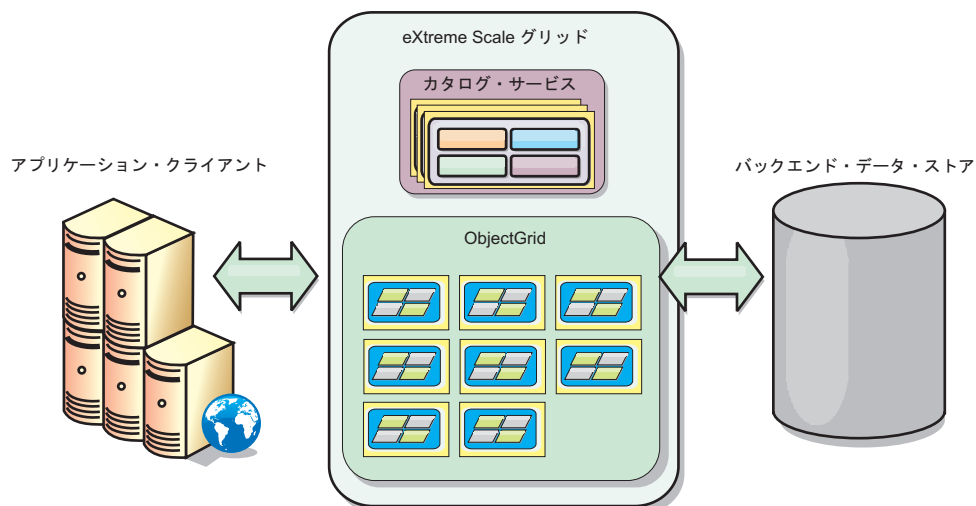 eXtreme Scale グリッド
カタログ・サービス
アプリケーション・クライアント
バックエンド・データ・ストア
ObjectGrid